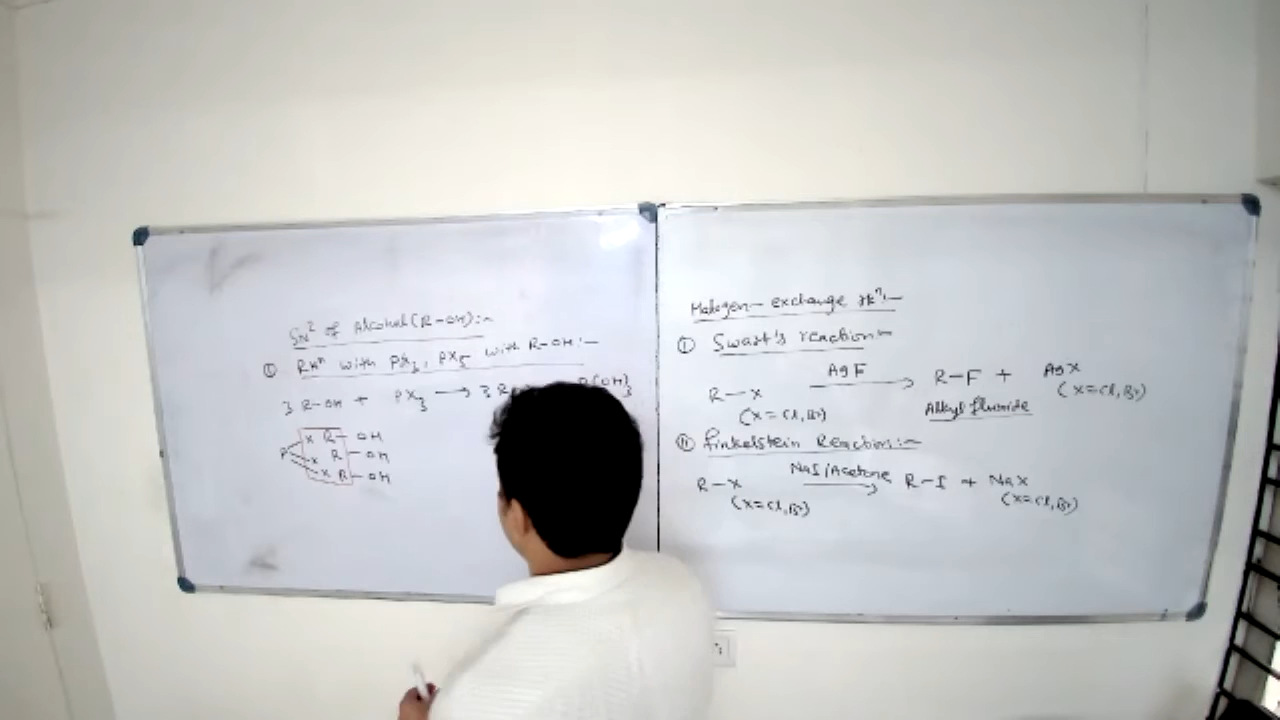 SN² of Alcohol (R-OH):-
① RXⁿ with PX₃, PX₅ with R-OH:-
3 R-OH + PX₃ → 3 R P(OH)₃
X R - OH
P X R - OH
X R - OH
Halogen- exchange rxⁿ:-
① Swart's reaction:-
R-X AgF → R-F + AgX
(X=Cl,Br) Alkyl fluoride (X=Cl,Br)
② Finkelstein Reaction:-
R-X NaI/Acetone → R-I + NaX
(X=Cl,Br) (X=Cl,Br)